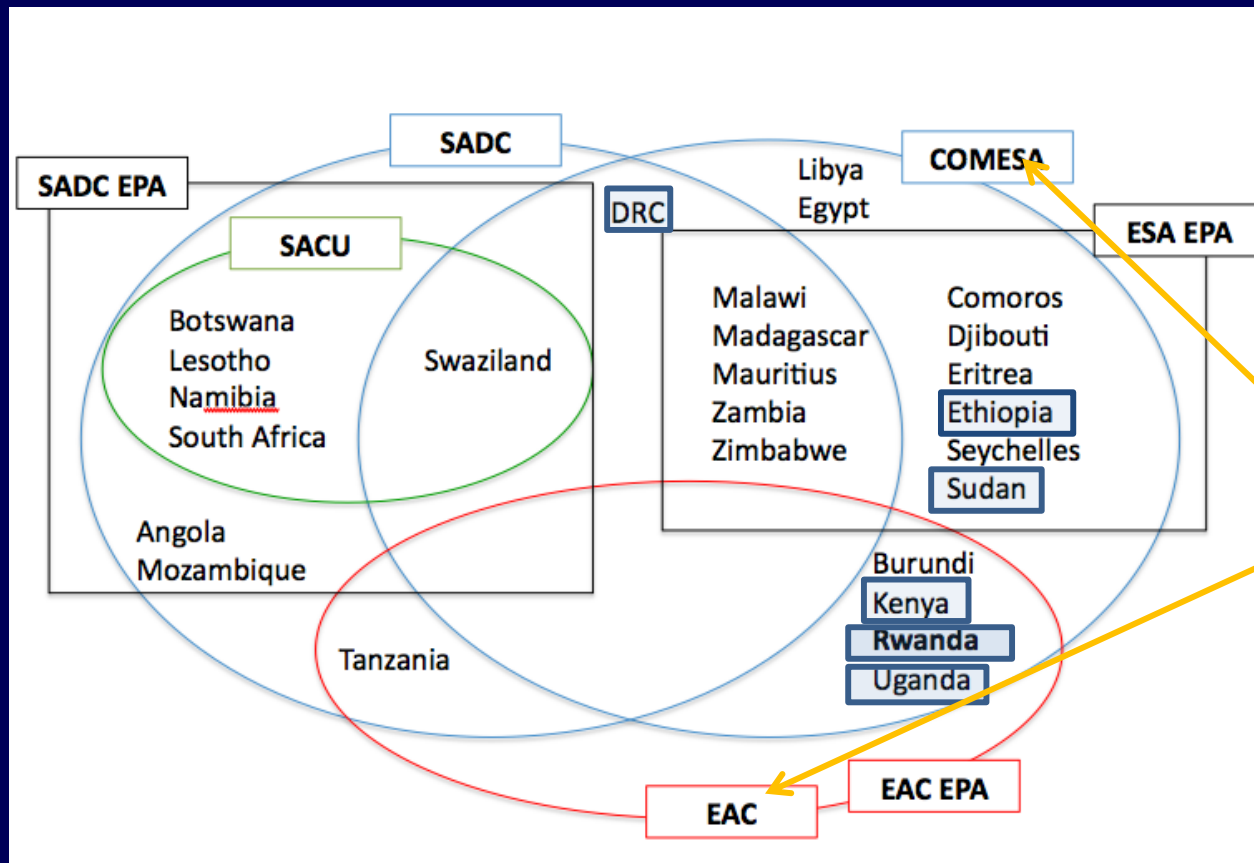 SADC
COMESA
SADC EPA
Libya
Egypt
DRC
ESA EPA
SACU
Botswana
Lesotho
Namibia
South Africa
Swaziland
Malawi
Madagascar
Mauritius
Zambia
Zimbabwe
Comoros
Djibouti
Eritrea
Ethiopia
Seychelles
Sudan
Angola
Mozambique
Burundi
Kenya
Rwanda
Uganda
Tanzania
EAC EPA
EAC